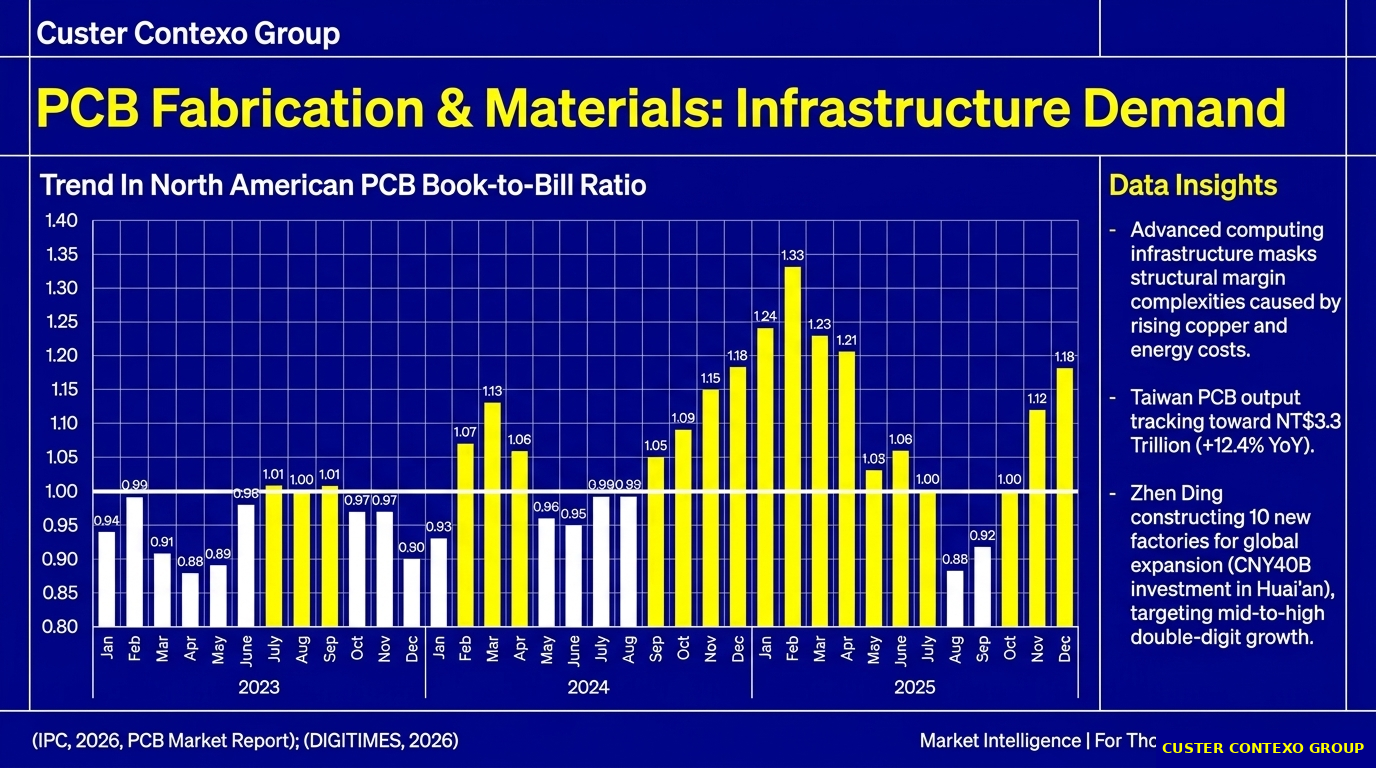 Custer Contexo Group
PCB Fabrication & Materials: Infrastructure Demand
Trend In North American PCB Book-to-Bill Ratio
1.40
1.35
1.30
1.25
1.20
1.15
1.10
1.05
1.00
0.95
0.90
0.85
0.80
0.94
0.99
0.91
0.88
0.89
0.98
1.01
1.00
1.01
0.97
0.97
0.90
0.93
1.07
1.13
1.06
0.96
0.95
0.99
0.99
1.05
1.09
1.15
1.18
1.24
1.33
1.23
1.21
1.03
1.06
1.00
0.88
0.92
1.00
1.12
1.18
Jan
Feb
Mar
Apr
May
June
July
Aug
Sep
Oct
Nov
Dec
Jan
Feb
Mar
Apr
May
June
July
Aug
Sep
Oct
Nov
Dec
Jan
Feb
Mar
Apr
May
June
July
Aug
Sep
Oct
Nov
Dec
2023
2024
2025
Data Insights
- Advanced computing
infrastructure masks
structural margin
complexities caused by
rising copper and
energy costs.
- Taiwan PCB output
tracking toward NT$3.3
Trillion (+12.4% YoY).
- Zhen Ding
constructing 10 new
factories for global
expansion (CNY40B
investment in Huai'an),
targeting mid-to-high
double-digit growth.
(IPC, 2026, PCB Market Report); (DIGITIMES, 2026)
Market Intelligence | For
CUSTER CONTEXO GROUP